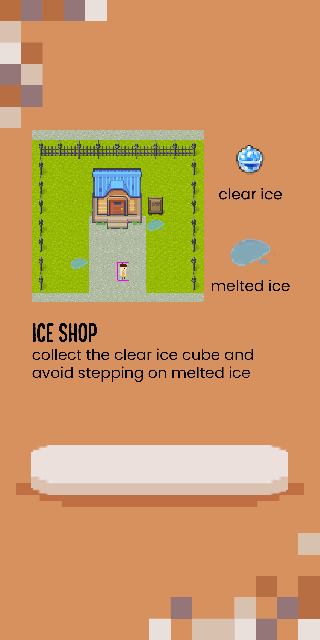 clear ice
melted ice
ICE SHOP
collect the clear ice cube and
avoid stepping on melted ice